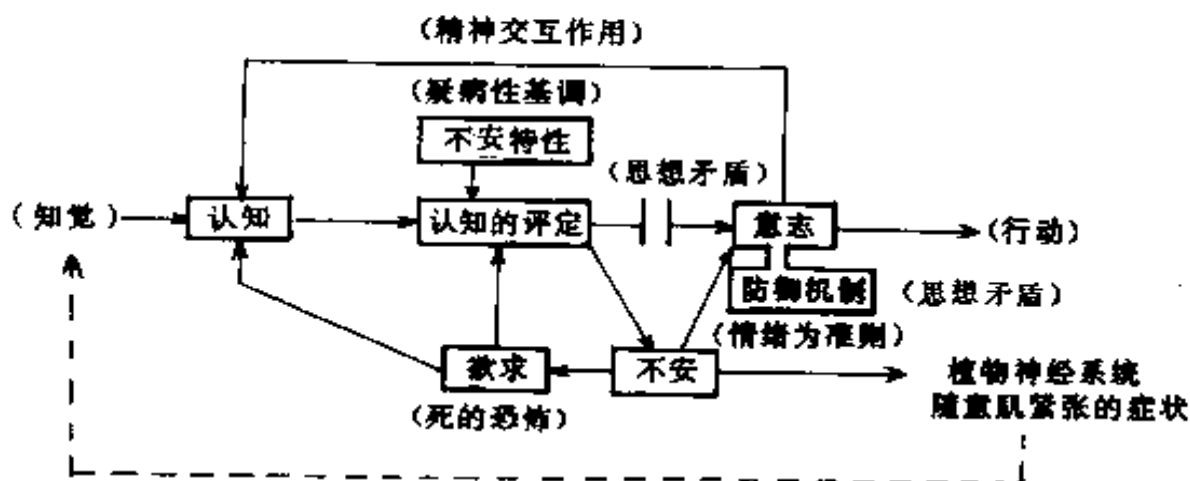 （精神交互作用）
（疑病性基调）
不安特性
（思想矛盾）
（知觉）
认知
认知的评定
意志
（行动）
防御机制
（思想矛盾）
（情绪为准则）
欲求
不安
植物神经系统
随意肌紧张的症状
（死的恐怖）